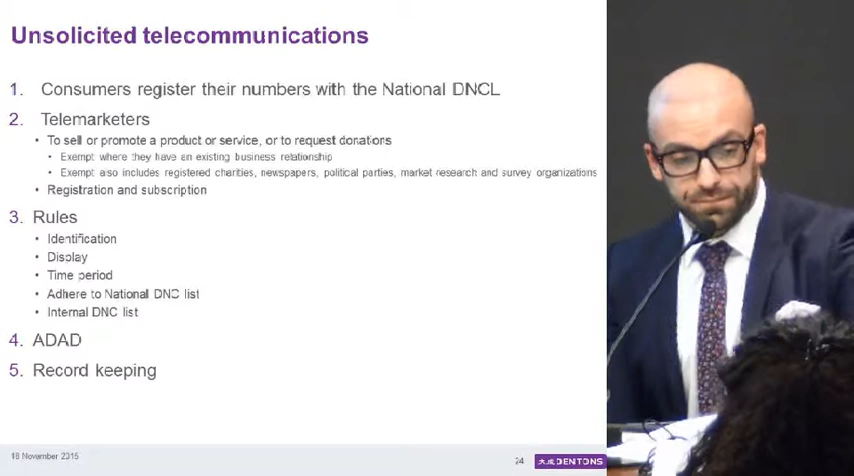 Unsolicited telecommunications
1. Consumers register their numbers with the National DNCL
2. Telemarketers
• To sell or promote a product or service, or to request donations
• Exempt where they have an existing business relationship
• Exempt also includes registered charities, newspapers, political parties, market research and survey organizations
• Registration and subscription
3. Rules
• Identification
• Display
• Time period
• Adhere to National DNC list
• Internal DNC list
4. ADAD
5. Record keeping
18 November 2015
24
大成 DENTONS